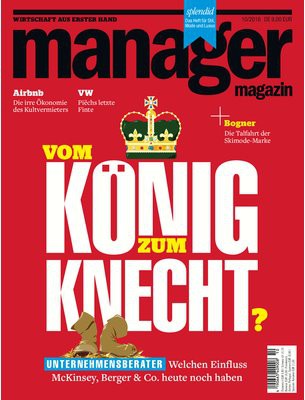 WIRTSCHAFT AUS ERSTER HAND
splendid
Das Heft für Stil,
Mode und Luxus
manager
magazin
Airbnb
Die irre Ökonomie
des Kultvermieters
VW
Piëchs letzte
Finte
Bogner
Die Talfahrt der
Skimode-Marke
VOM
KÖNIG
ZUM
KNECHT?
UNTERNEHMENSBERATER Welchen Einfluss
McKinsey, Berger & Co. heute noch haben